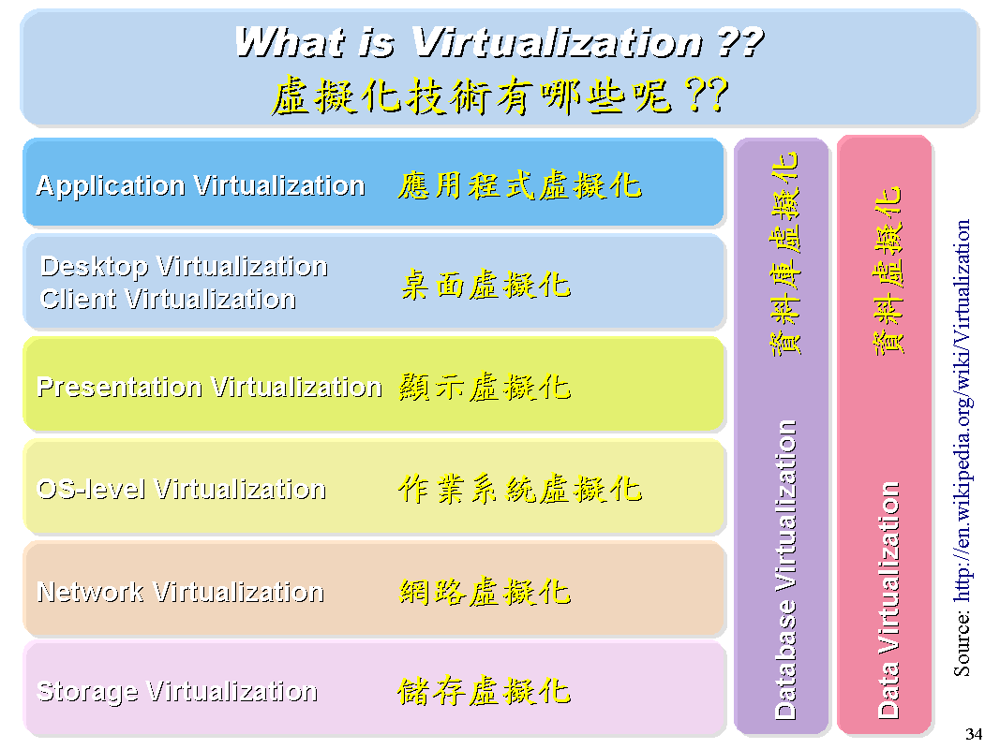 What is Virtualization ??
虛擬化技術有哪些呢 ??
Application Virtualization 應用程式虛擬化
Desktop Virtualization
Client Virtualization
桌面虛擬化
Presentation Virtualization 顯示虛擬化
OS-level Virtualization 作業系統虛擬化
Network Virtualization 網路虛擬化
Storage Virtualization 儲存虛擬化
Database Virtualization 資料庫虛擬化
Data Virtualization 資料虛擬化
Source: http://en.wikipedia.org/wiki/Virtualization
34